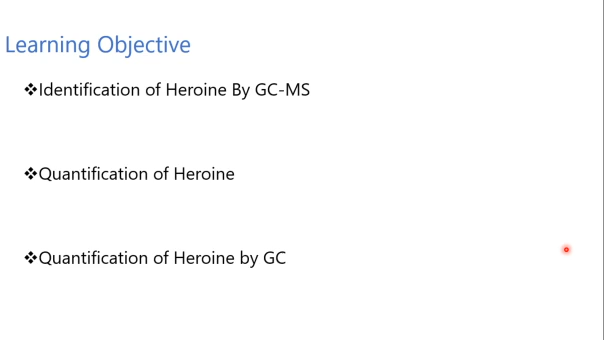 Learning Objective
❖Identification of Heroine By GC-MS
❖Quantification of Heroine
❖Quantification of Heroine by GC